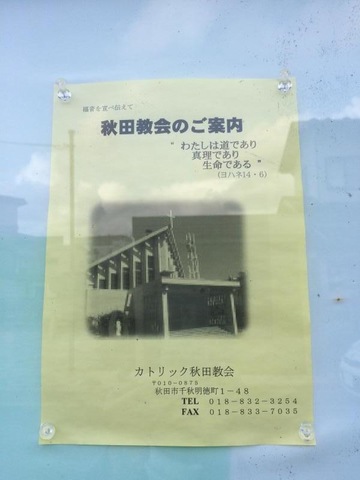 福音を宣べ伝えて
秋田教会のご案内
“わたしは道であり
真理であり
生命である”
(ヨハネ14・6)
カトリック秋田教会
〒010-0875
秋田市千秋明徳町1-48
TEL 018-832-3254
FAX 018-833-7035